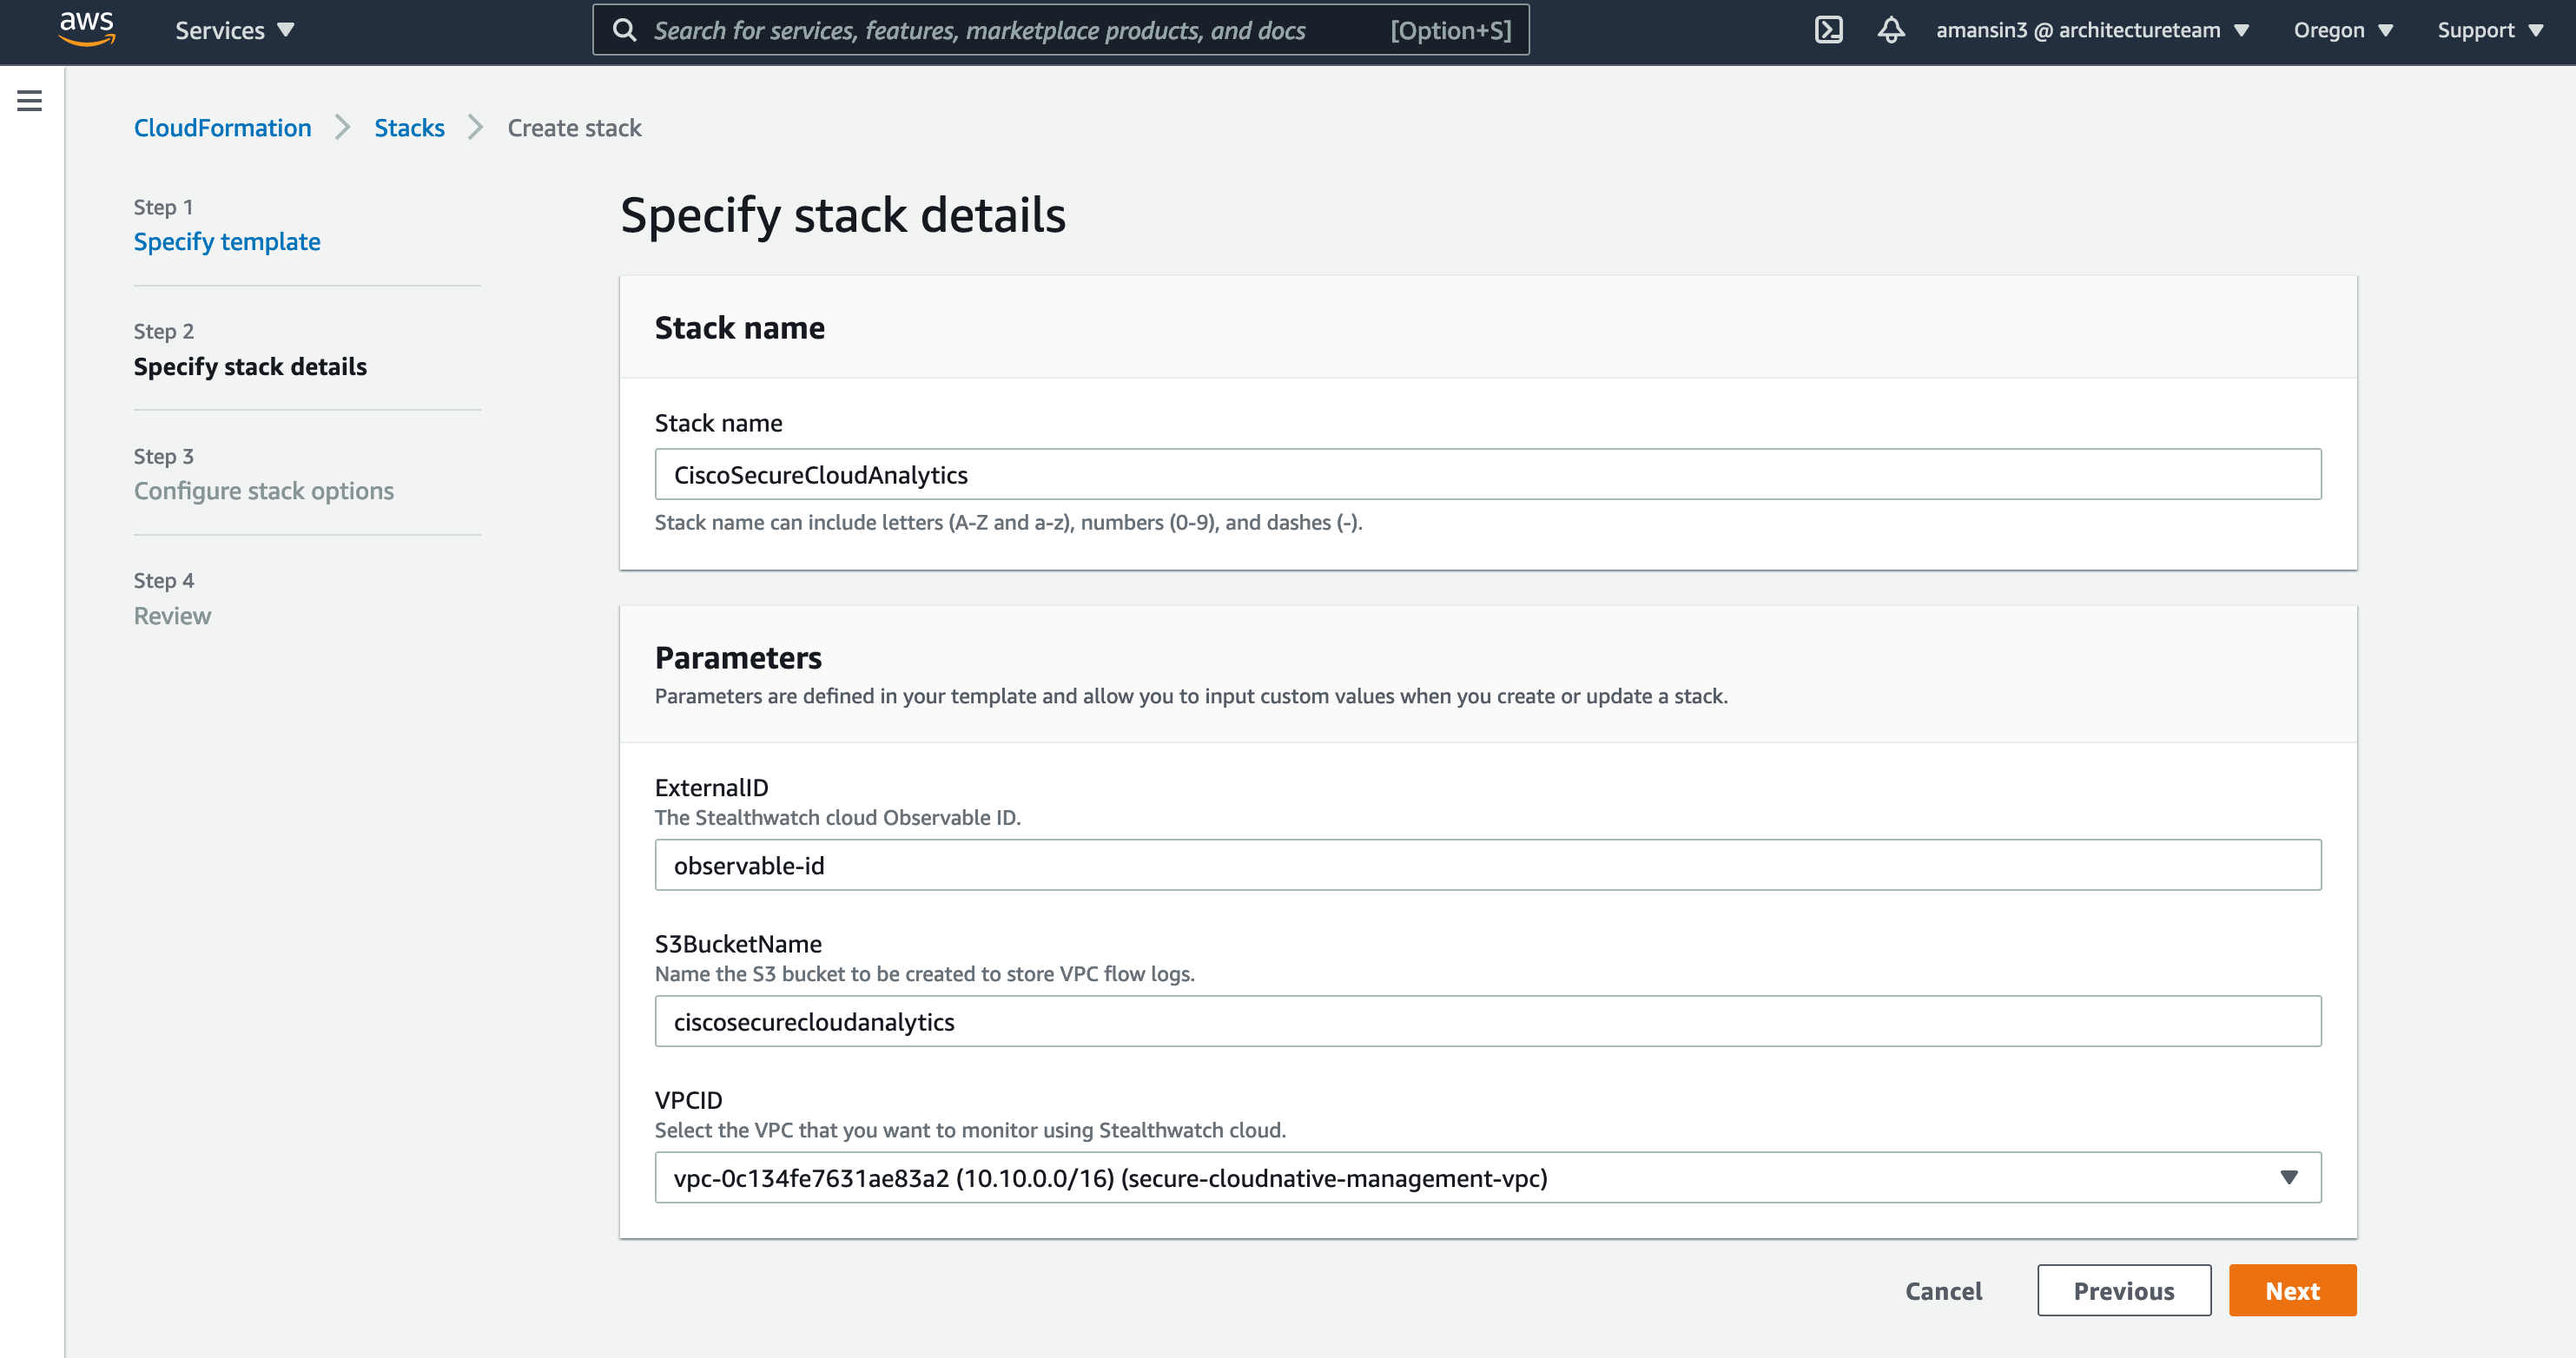 aws
Services
Search for services, features, marketplace products, and docs [Option+S]
amansin3 @ architectureteam
Oregon
Support
CloudFormation
Stacks
Create stack
Step 1
Specify template
Step 2
Specify stack details
Step 3
Configure stack options
Step 4
Review
Specify stack details
Stack name
Stack name
CiscoSecureCloudAnalytics
Stack name can include letters (A-Z and a-z), numbers (0-9), and dashes (-).
Parameters
Parameters are defined in your template and allow you to input custom values when you create or update a stack.
ExternalID
The Stealthwatch cloud Observable ID.
observable-id
S3BucketName
Name the S3 bucket to be created to store VPC flow logs.
ciscosecurecloudanalytics
VPCID
Select the VPC that you want to monitor using Stealthwatch cloud.
vpc-0c134fe7631ae83a2 (10.10.0.0/16) (secure-cloudnative-management-vpc)
Cancel
Previous
Next